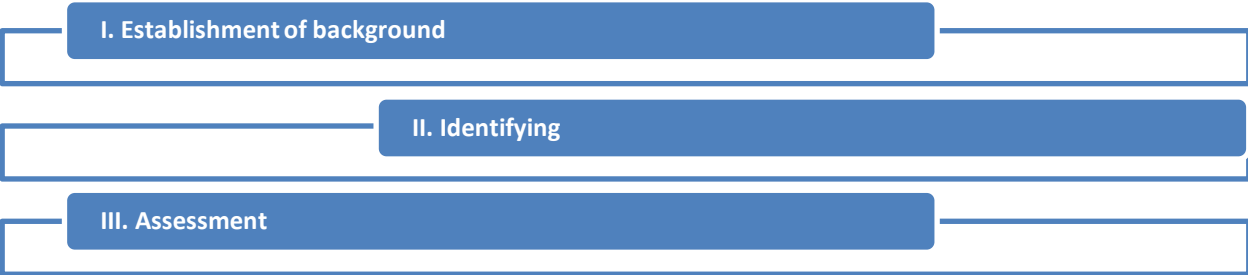 I. Establishment of background
II. Identifying
III. Assessment